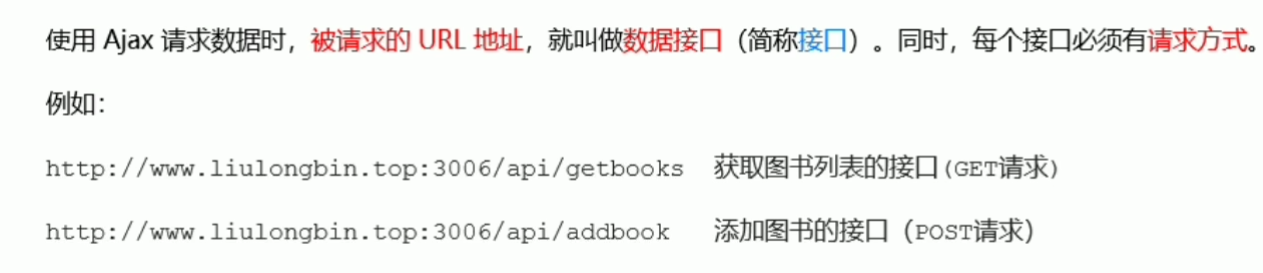 使用 Ajax 请求数据时，被请求的 URL 地址，就叫做数据接口（简称接口）。同时，每个接口必须有请求方式。
例如：
http://www.liulongbin.top:3006/api/getbooks 获取图书列表的接口(GET请求)
http://www.liulongbin.top:3006/api/addbook 添加图书的接口（POST请求）